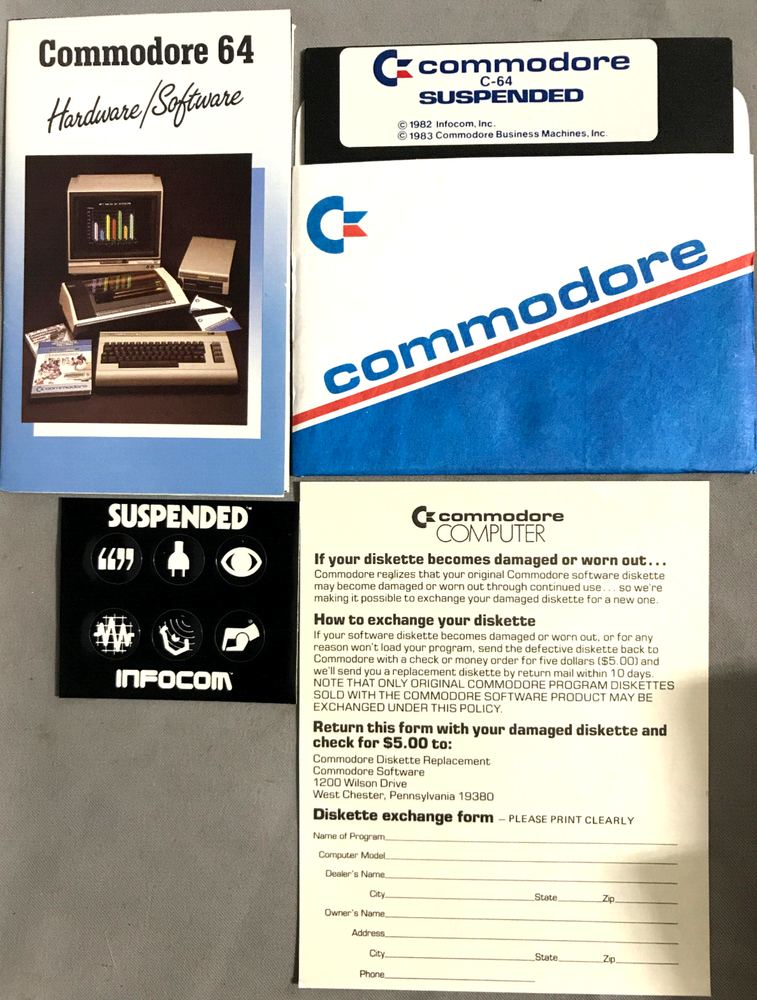 Commodore 64
Hardware/Software
commodore
commodore
C-64
SUSPENDED
© 1982 Infocom, Inc.
© 1983 Commodore Business Machines, Inc.
commodore
SUSPENDED™
INFOCOM™
commodore
COMPUTER
If your diskette becomes damaged or worn out...
Commodore realizes that your original Commodore software diskette
may become damaged or worn out through continued use... so we're
making it possible to exchange your damaged diskette for a new one.
How to exchange your diskette
If your software diskette becomes damaged or worn out, or for any
reason won't load your program, send the defective diskette back to
Commodore with a check or money order for five dollars ($5.00) and
we'll send you a replacement diskette by return mail within 10 days.
NOTE THAT ONLY ORIGINAL COMMODORE PROGRAM DISKETTES
SOLD WITH THE COMMODORE SOFTWARE PRODUCT MAY BE
EXCHANGED UNDER THIS POLICY.
Return this form with your damaged diskette and
check for $5.00 to:
Commodore Diskette Replacement
Commodore Software
1200 Wilson Drive
West Chester, Pennsylvania 19380
Diskette exchange form – PLEASE PRINT CLEARLY
Name of Program
Computer Model
Dealer's Name
City State Zip
Owner's Name
Address
City State Zip
Phone